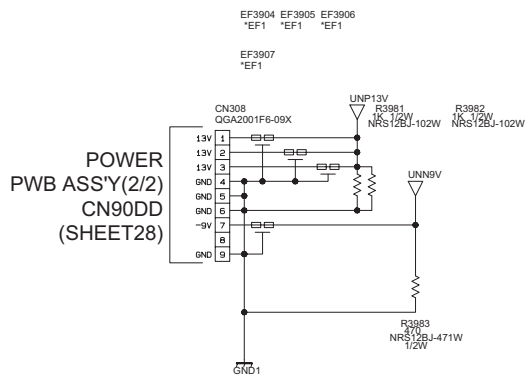 EF3904 EF3905 EF3906
*EF1 *EF1 *EF1
EF3907
*EF1
CN308
QGA2001F6-09X
UNP13V
R3981
1K 1/2W
NRS12BJ-102W
R3982
1K 1/2W
NRS12BJ-102W
POWER
PWB ASS'Y(2/2)
CN90DD
(SHEET28)
13V 1
13V 2
13V 3
GND 4
GND 5
GND 6
-9V 7
8
GND 9
UNN9V
R3983
470
NRS12BJ-471W
1/2W
GND1